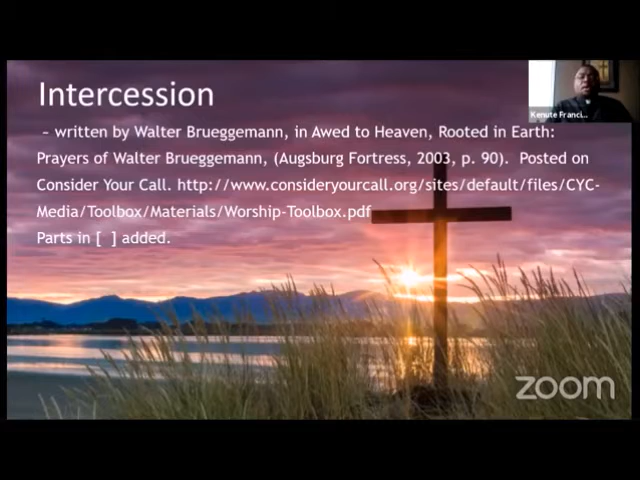 Intercession
– written by Walter Brueggemann, in Awed to Heaven, Rooted in Earth:
Prayers of Walter Brueggemann, (Augsburg Fortress, 2003, p. 90). Posted on
Consider Your Call. http://www.consideryourcall.org/sites/default/files/CYC-
Media/Toolbox/Materials/Worship-Toolbox.pdf
Parts in [ ] added.
Kenute Franci...
zoom